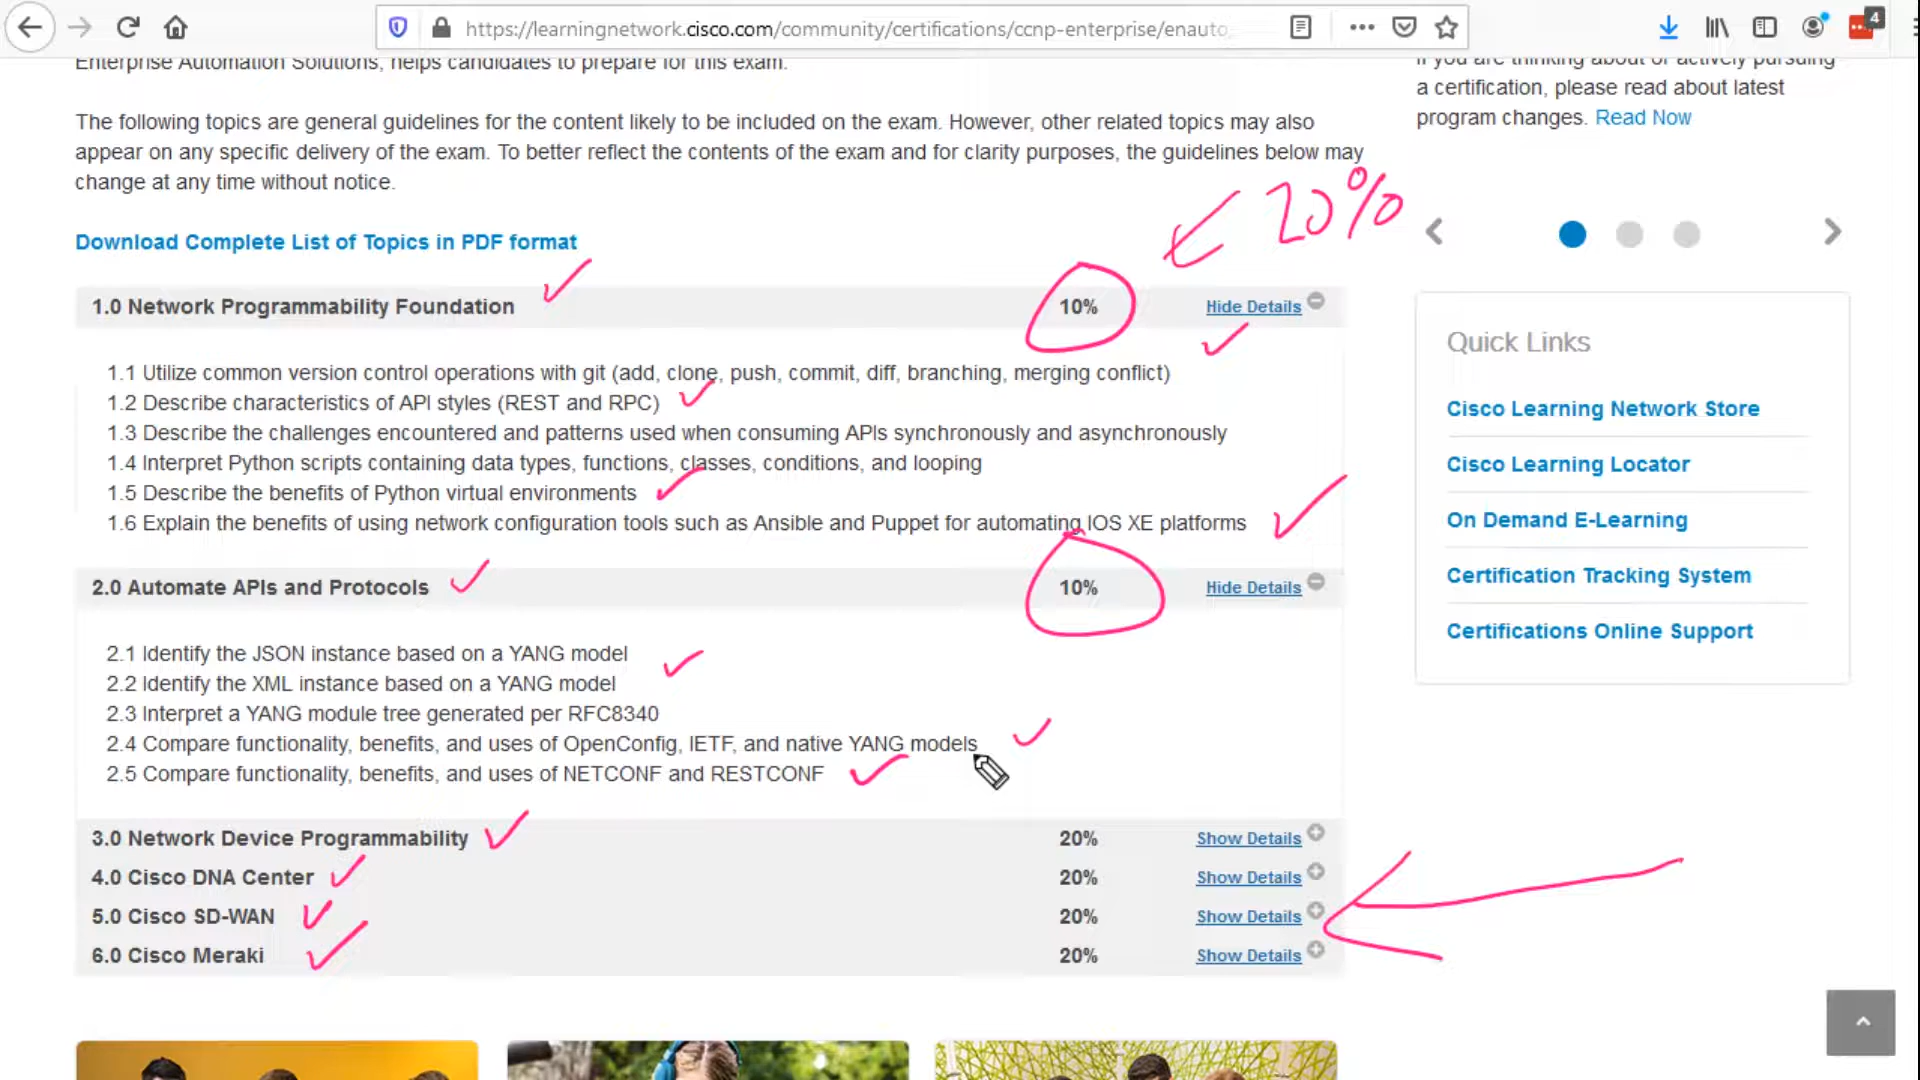 https://learningnetwork.cisco.com/community/certifications/ccnp-enterprise/enauto
4
Enterprise Automation Solutions, helps candidates to prepare for this exam.
The following topics are general guidelines for the content likely to be included on the exam. However, other related topics may also
appear on any specific delivery of the exam. To better reflect the contents of the exam and for clarity purposes, the guidelines below may
change at any time without notice.
20%
Download Complete List of Topics in PDF format
1.0 Network Programmability Foundation 10% Hide Details
1.1 Utilize common version control operations with git (add, clone, push, commit, diff, branching, merging conflict)
1.2 Describe characteristics of API styles (REST and RPC)
1.3 Describe the challenges encountered and patterns used when consuming APIs synchronously and asynchronously
1.4 Interpret Python scripts containing data types, functions, classes, conditions, and looping
1.5 Describe the benefits of Python virtual environments
1.6 Explain the benefits of using network configuration tools such as Ansible and Puppet for automating IOS XE platforms
2.0 Automate APIs and Protocols 10% Hide Details
2.1 Identify the JSON instance based on a YANG model
2.2 Identify the XML instance based on a YANG model
2.3 Interpret a YANG module tree generated per RFC8340
2.4 Compare functionality, benefits, and uses of OpenConfig, IETF, and native YANG models
2.5 Compare functionality, benefits, and uses of NETCONF and RESTCONF
3.0 Network Device Programmability 20% Show Details
4.0 Cisco DNA Center 20% Show Details
5.0 Cisco SD-WAN 20% Show Details
6.0 Cisco Meraki 20% Show Details
If you are thinking about or actively pursuing
a certification, please read about latest
program changes. Read Now
Quick Links
Cisco Learning Network Store
Cisco Learning Locator
On Demand E-Learning
Certification Tracking System
Certifications Online Support